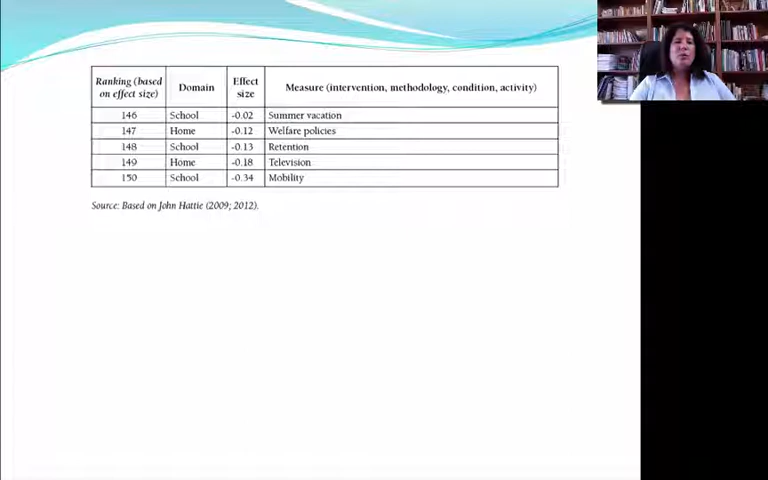 Ranking (based on effect size) Domain Effect size Measure (intervention, methodology, condition, activity)
146 School -0.02 Summer vacation
147 Home -0.12 Welfare policies
148 School -0.13 Retention
149 Home -0.18 Television
150 School -0.34 Mobility
Source: Based on John Hattie (2009; 2012).